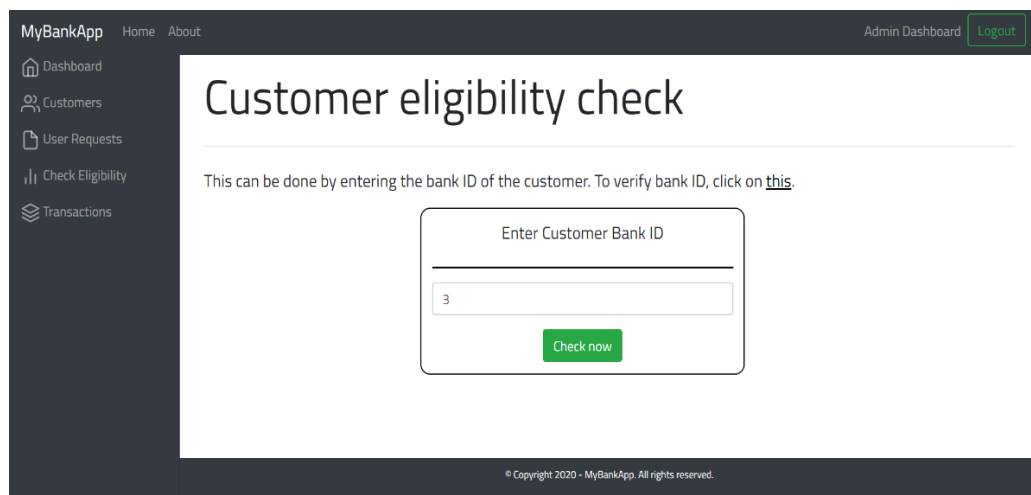 MyBankApp Home About Admin Dashboard Logout
Dashboard
Customers
User Requests
Check Eligibility
Transactions
Customer eligibility check
This can be done by entering the bank ID of the customer. To verify bank ID, click on this.
Enter Customer Bank ID
3
Check now
© Copyright 2020 - MyBankApp. All rights reserved.